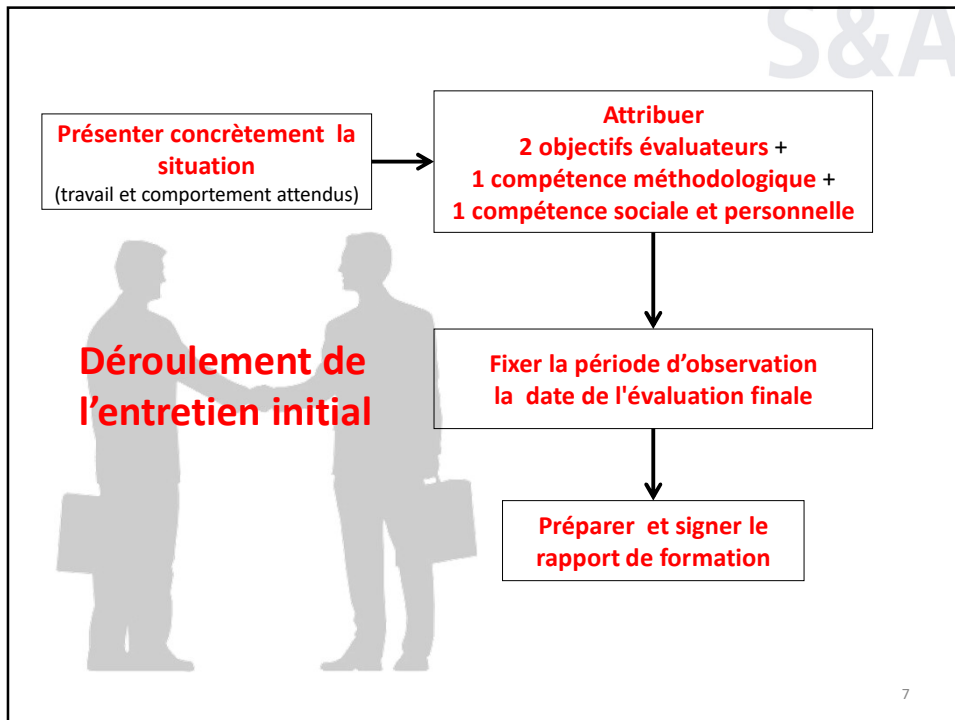 S&A
Présenter concrètement la
situation
(travail et comportement attendus)
Attribuer
2 objectifs évaluateurs +
1 compétence méthodologique +
1 compétence sociale et personnelle
Déroulement de
l’entretien initial
Fixer la période d’observation
la date de l'évaluation finale
Préparer et signer le
rapport de formation
7